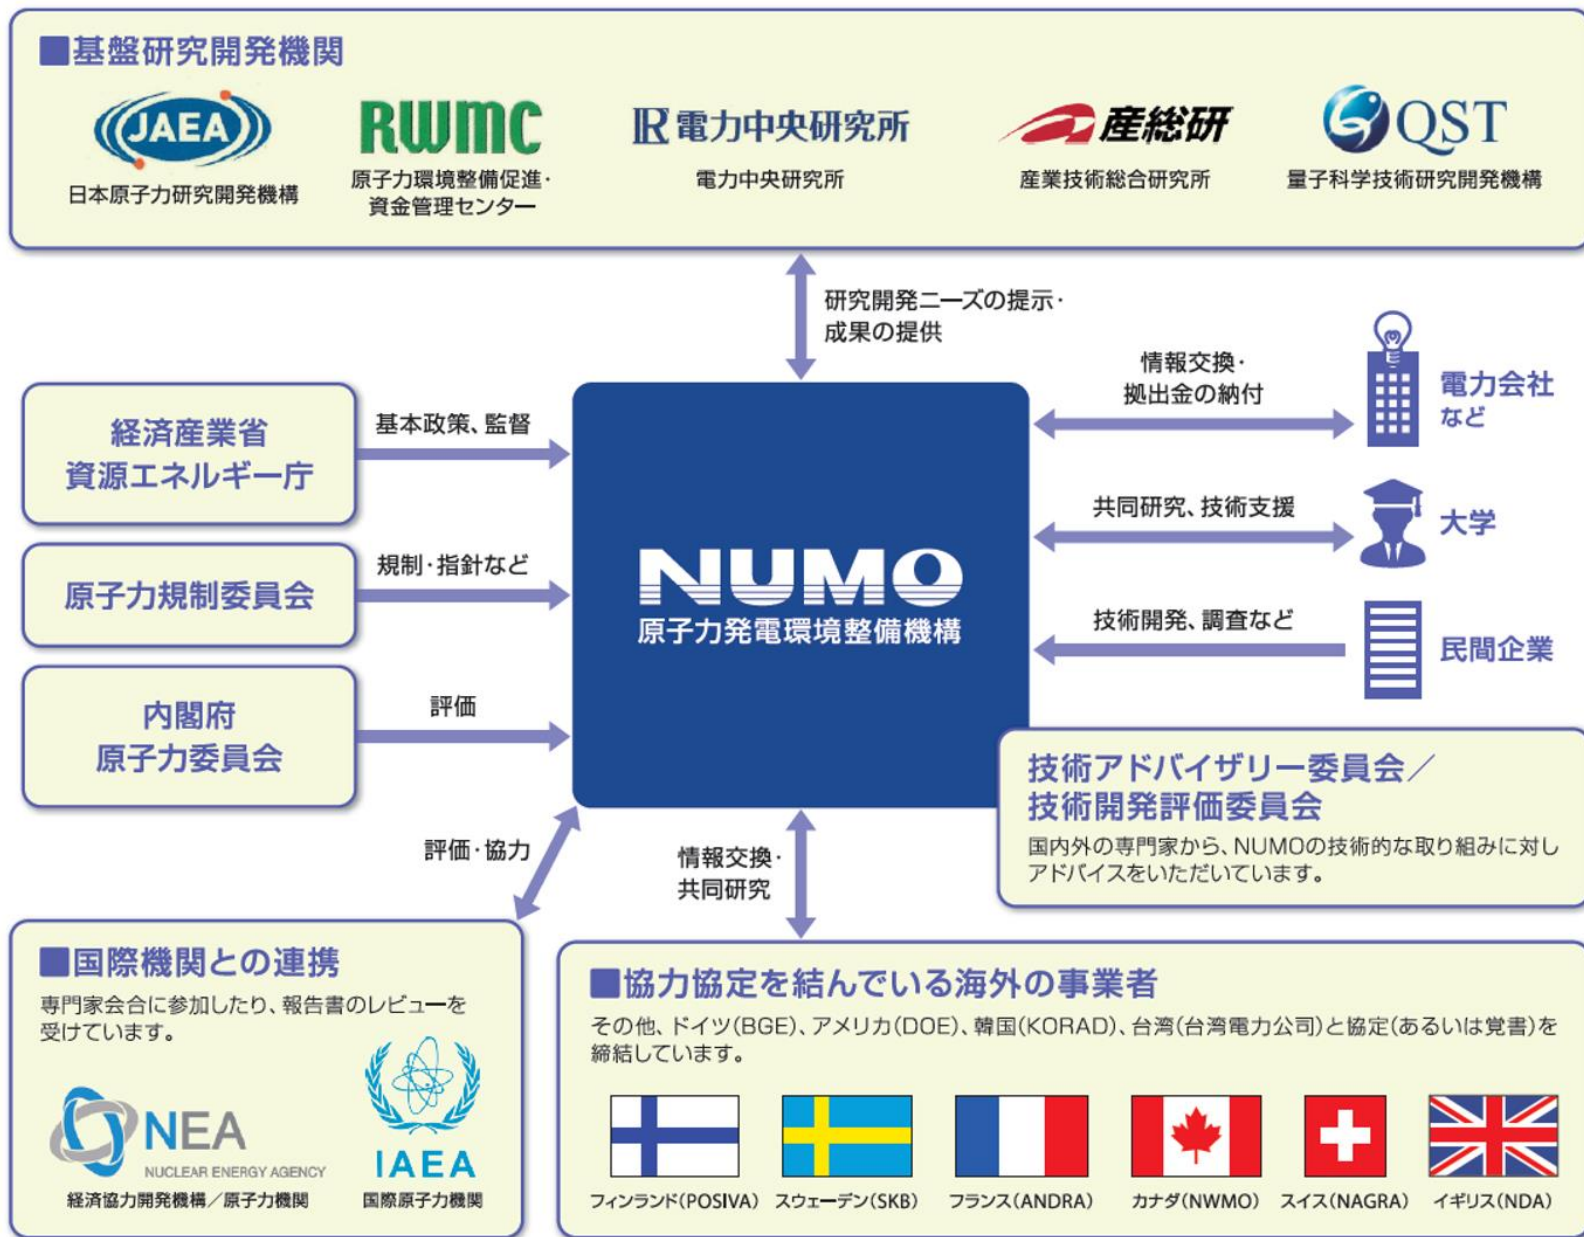 ■基盤研究開発機関
JAEA
日本原子力研究開発機構
RWMC
原子力環境整備促進・
資金管理センター
電力中央研究所
電力中央研究所
産総研
産業技術総合研究所
QST
量子科学技術研究開発機構
研究開発ニーズの提示・
成果の提供
経済産業省
資源エネルギー庁
基本政策、監督
原子力規制委員会
規制・指針など
内閣府
原子力委員会
評価
NUMO
原子力発電環境整備機構
情報交換・
拠出金の納付
電力会社
など
共同研究、技術支援
大学
技術開発、調査など
民間企業
技術アドバイザリー委員会／
技術開発評価委員会
国内外の専門家から、NUMOの技術的な取り組みに対し
アドバイスをいただいています。
評価・協力
情報交換・
共同研究
■国際機関との連携
専門家会合に参加したり、報告書のレビューを
受けています。
NEA
NUCLEAR ENERGY AGENCY
経済協力開発機構／原子力機関
IAEA
国際原子力機関
■協力協定を結んでいる海外の事業者
その他、ドイツ(BGE)、アメリカ(DOE)、韓国(KORAD)、台湾(台湾電力公司)と協定(あるいは覚書)を
締結しています。
フィンランド(POSIVA)
スウェーデン(SKB)
フランス(ANDRA)
カナダ(NWMO)
スイス(NAGRA)
イギリス(NDA)